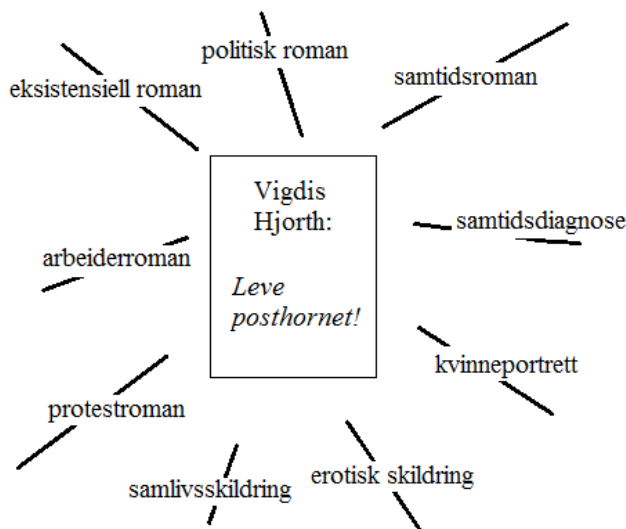 politisk roman
samtidsroman
eksistensiell roman
Vigdis
Hjorth:
Leve
posthornet!
samtidsdiagnose
arbeiderroman
kvinneportrett
protestroman
samlivsskildring
erotisk skildring